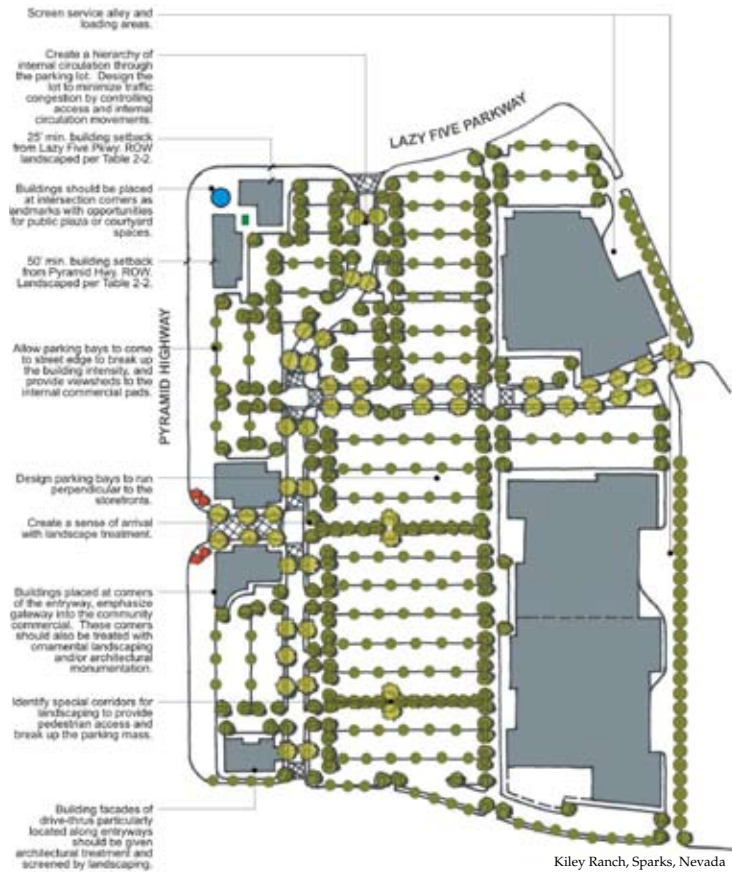 Screen service alley and
loading areas.
Create a hierarchy of
internal circulation through
the parking lot. Design the
lot to minimize traffic
congestion by controlling
access and internal
circulation movements.
25' min. building setback
from Lazy Five Pkwy. ROW
landscaped per Table 2-2.
Buildings should be placed
at intersection corners as
landmarks with opportunities
for public plaza or courtyard
spaces.
50' min. building setback
from Pyramid Hwy. ROW.
Landscaped per Table 2-2.
Allow parking bays to come
to street edge to break up
the building intensity, and
provide viewsheds to the
internal commercial pads.
Design parking bays to run
perpendicular to the
storefronts.
Create a sense of arrival
with landscape treatment.
Buildings placed at corners
of the entryway, emphasize
gateway into the community
commercial. These corners
should also be treated with
ornamental landscaping
and/or architectural
monumentation.
Identify special corridors for
landscaping to provide
pedestrian access and
break up the parking mass.
Building facades of
drive-thrus particularly
located along entryways
should be given
architectural treatment and
screened by landscaping.
LAZY FIVE PARKWAY
PYRAMID HIGHWAY
Kiley Ranch, Sparks, Nevada